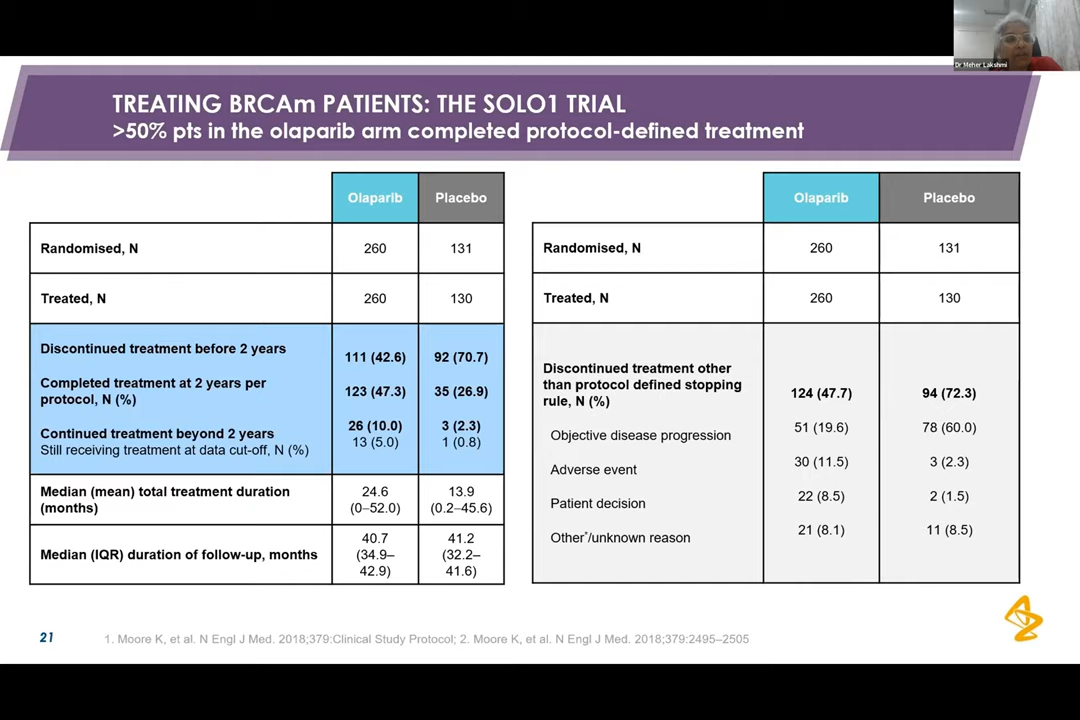 Dr Meher Lakshmi
TREATING BRCAm PATIENTS: THE SOLO1 TRIAL
>50% pts in the olaparib arm completed protocol-defined treatment
Olaparib Placebo
Randomised, N 260 131
Treated, N 260 130
Discontinued treatment before 2 years 111 (42.6) 92 (70.7)
Completed treatment at 2 years per
protocol, N (%) 123 (47.3) 35 (26.9)
Continued treatment beyond 2 years 26 (10.0) 3 (2.3)
Still receiving treatment at data cut-off, N (%) 13 (5.0) 1 (0.8)
Median (mean) total treatment duration 24.6 13.9
(months) (0–52.0) (0.2–45.6)
Median (IQR) duration of follow-up, months 40.7 41.2
(34.9– (32.2–
42.9) 41.6)
Olaparib Placebo
Randomised, N 260 131
Treated, N 260 130
Discontinued treatment other
than protocol defined stopping
rule, N (%) 124 (47.7) 94 (72.3)
Objective disease progression 51 (19.6) 78 (60.0)
Adverse event 30 (11.5) 3 (2.3)
Patient decision 22 (8.5) 2 (1.5)
Other*/unknown reason 21 (8.1) 11 (8.5)
21
1. Moore K, et al. N Engl J Med. 2018;379:Clinical Study Protocol; 2. Moore K, et al. N Engl J Med. 2018;379:2495–2505